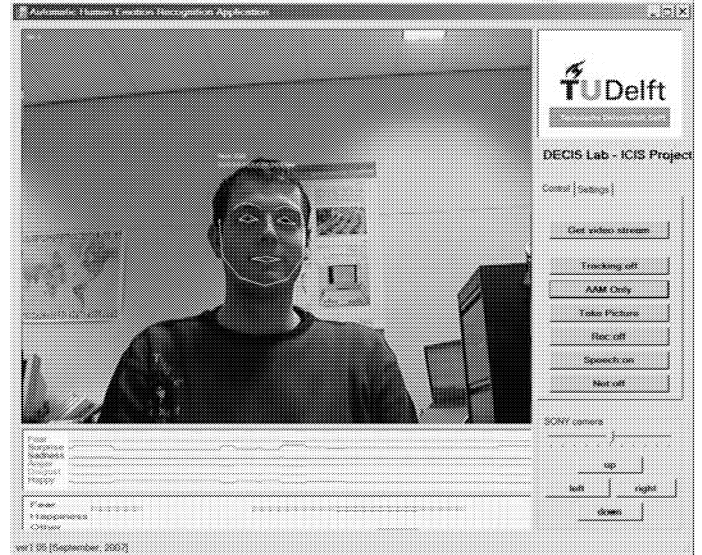 Automatic Human Emotion Recognition Application
TUDelft
DECIS Lab - ICIS Project
Control
Settings
Get video stream
Tracking off
AAM Only
Take Picture
Rec off
Speech on
Net off
SONY camera
up
left
right
down
Fear
Surprise
Sadness
Anger
Disgust
Happy
Fear
Happiness
Other
ver1.05 [September, 2007]